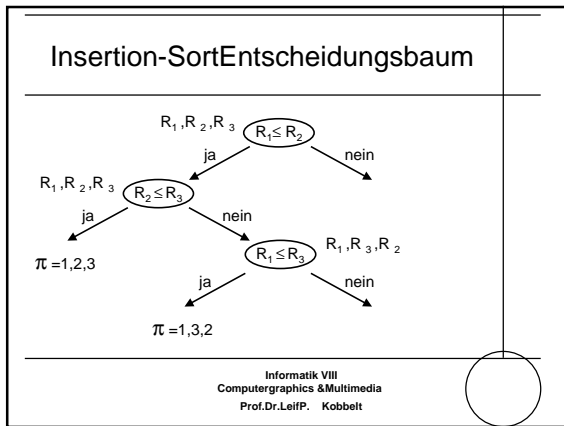 Insertion-SortEntscheidungsbaum
R1,R2,R3
R1≤R2
ja
nein
R1,R2,R3
R2≤R3
ja
nein
R1≤R3
R1,R3,R2
π=1,2,3
ja
nein
π=1,3,2
Informatik VIII
Computergraphics &Multimedia
Prof.Dr.LeifP. Kobbelt